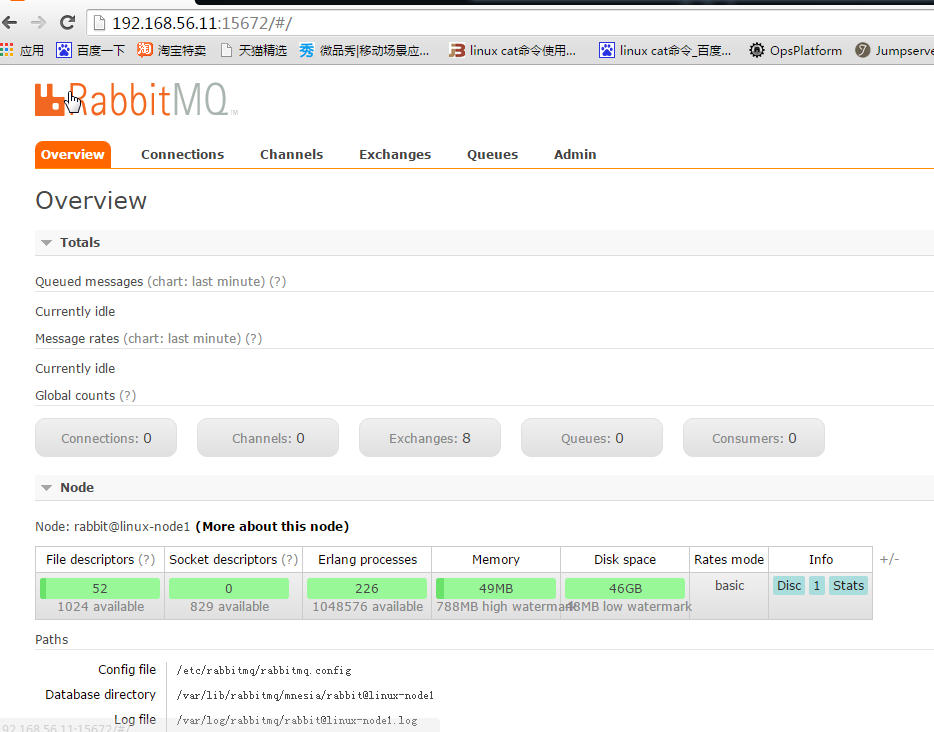 192.168.56.11:15672/#/
应用 百度一下 淘宝特卖 天猫精选 微品秀|移动场景应... linux cat命令使用... linux cat命令_百度... OpsPlatform Jumpserve
RabbitMQ™
Overview Connections Channels Exchanges Queues Admin
Overview
Totals
Queued messages (chart: last minute) (?)
Currently idle
Message rates (chart: last minute) (?)
Currently idle
Global counts (?)
Connections: 0 Channels: 0 Exchanges: 8 Queues: 0 Consumers: 0
Node
Node: rabbit@linux-node1 (More about this node)
File descriptors (?) Socket descriptors (?) Erlang processes Memory Disk space Rates mode Info +/-
52 0 226 49MB 46GB basic Disc 1 Stats
1024 available 829 available 1048576 available 788MB high watermark 48MB low watermark
Paths
Config file /etc/rabbitmq/rabbitmq.config
Database directory /var/lib/rabbitmq/mnesia/rabbit@linux-node1
Log file /var/log/rabbitmq/rabbit@linux-node1.log
92.168.56.11:15672/#/